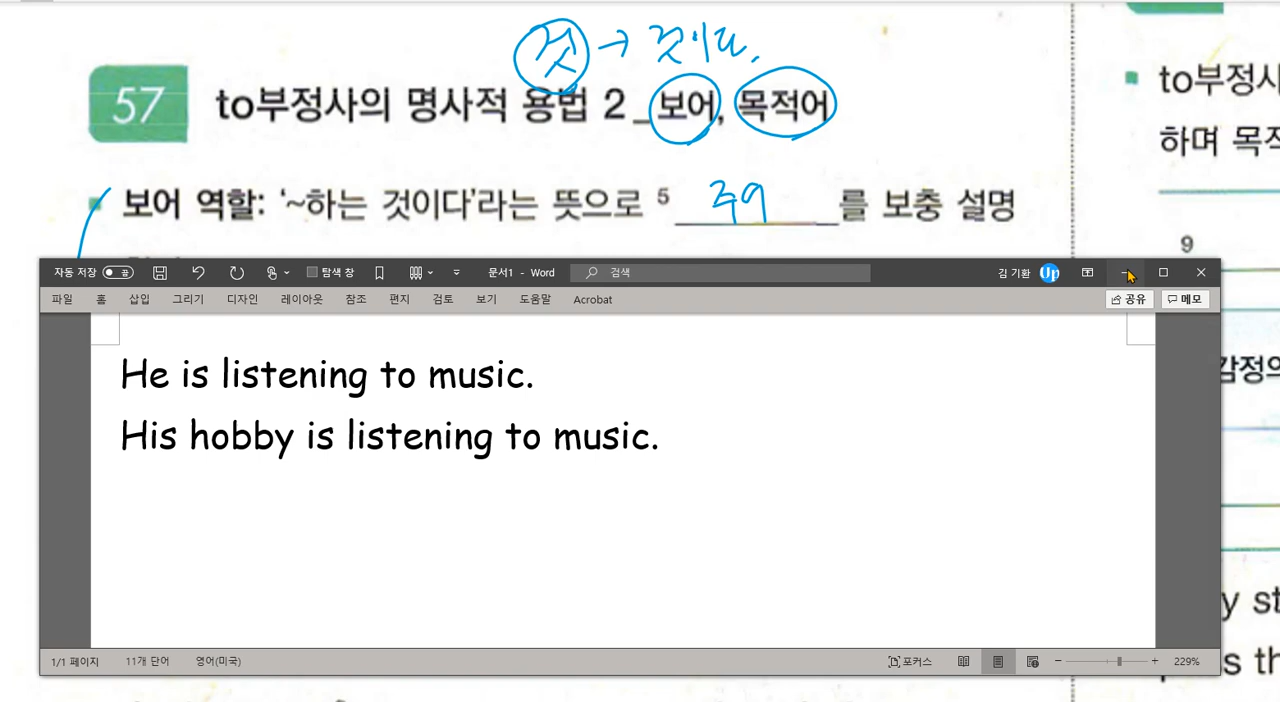 것 → 것이다.
57 to부정사의 명사적 용법 2 _ 보어, 목적어
to부정사
하며 목적
보어 역할: '~하는 것이다'라는 뜻으로 5 주어 를 보충 설명
9
자동 저장 끔 탐색 창 문서1 - Word 검색 김 기환 Up
파일 홈 삽입 그리기 디자인 레이아웃 참조 편지 검토 보기 도움말 Acrobat 공유 메모
He is listening to music.
His hobby is listening to music.
감정의
y st
s th
1/1 페이지 11개 단어 영어(미국) 포커스 - + 229%